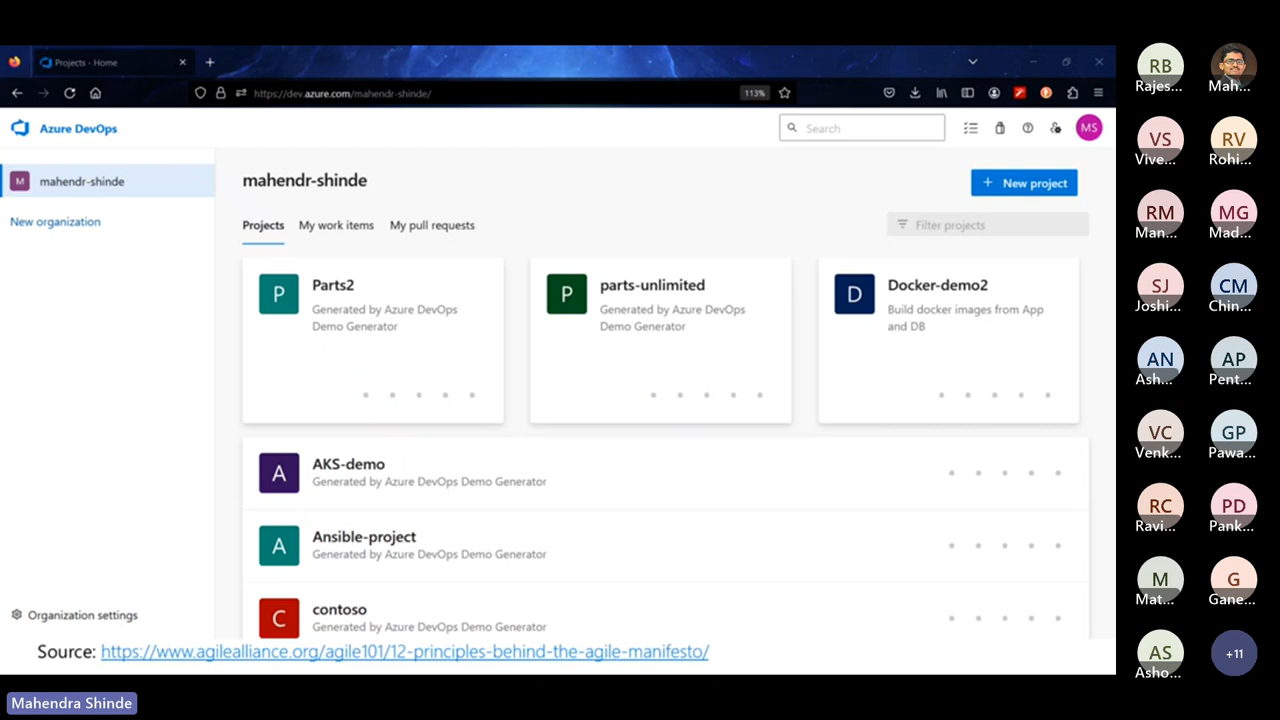 Projects - Home
https://dev.azure.com/mahendr-shinde/
113%
Azure DevOps
Search
MS
M mahendr-shinde
New organization
mahendr-shinde
+ New project
Projects My work items My pull requests
Filter projects
P Parts2
Generated by Azure DevOps
Demo Generator
P parts-unlimited
Generated by Azure DevOps
Demo Generator
D Docker-demo2
Build docker images from App
and DB
A AKS-demo
Generated by Azure DevOps Demo Generator
A Ansible-project
Generated by Azure DevOps Demo Generator
C contoso
Generated by Azure DevOps Demo Generator
Organization settings
Source: https://www.agilealliance.org/agile101/12-principles-behind-the-agile-manifesto/
Mahendra Shinde
RB
Rajes...
Mah...
VS
Vive...
RV
Rohi...
RM
Man...
MG
Mad...
SJ
Joshi...
CM
Chin...
AN
Ash...
AP
Pent...
VC
Venk...
GP
Pawa...
RC
Ravi...
PD
Pank...
M
Mat...
G
Gane...
AS
Asho...
+11